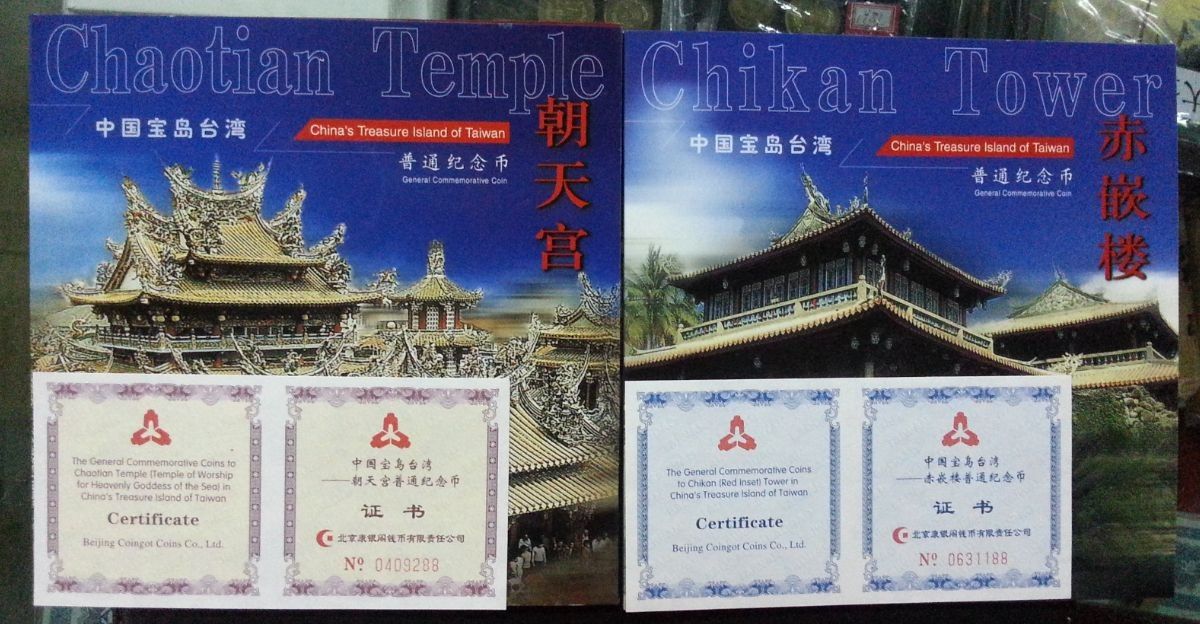 Chaotian Temple
中国宝岛台湾
China's Treasure Island of Taiwan
普通纪念币
General Commemorative Coin
朝天宫
The General Commemorative Coins to
Chaotian Temple (Temple of Worship
for Heavenly Goddess of the Sea) in
China's Treasure Island of Taiwan
Certificate
Beijing Coingot Coins Co., Ltd.
中国宝岛台湾
——朝天宫普通纪念币
证书
北京康银阁钱币有限责任公司
Nº 0409288
Chikan Tower
中国宝岛台湾
China's Treasure Island of Taiwan
普通纪念币
General Commemorative Coin
赤嵌楼
The General Commemorative Coins
to Chikan (Red Inset) Tower in
China's Treasure Island of Taiwan
Certificate
Beijing Coingot Coins Co., Ltd.
中国宝岛台湾
——赤嵌楼普通纪念币
证书
北京康银阁钱币有限责任公司
Nº 0631188